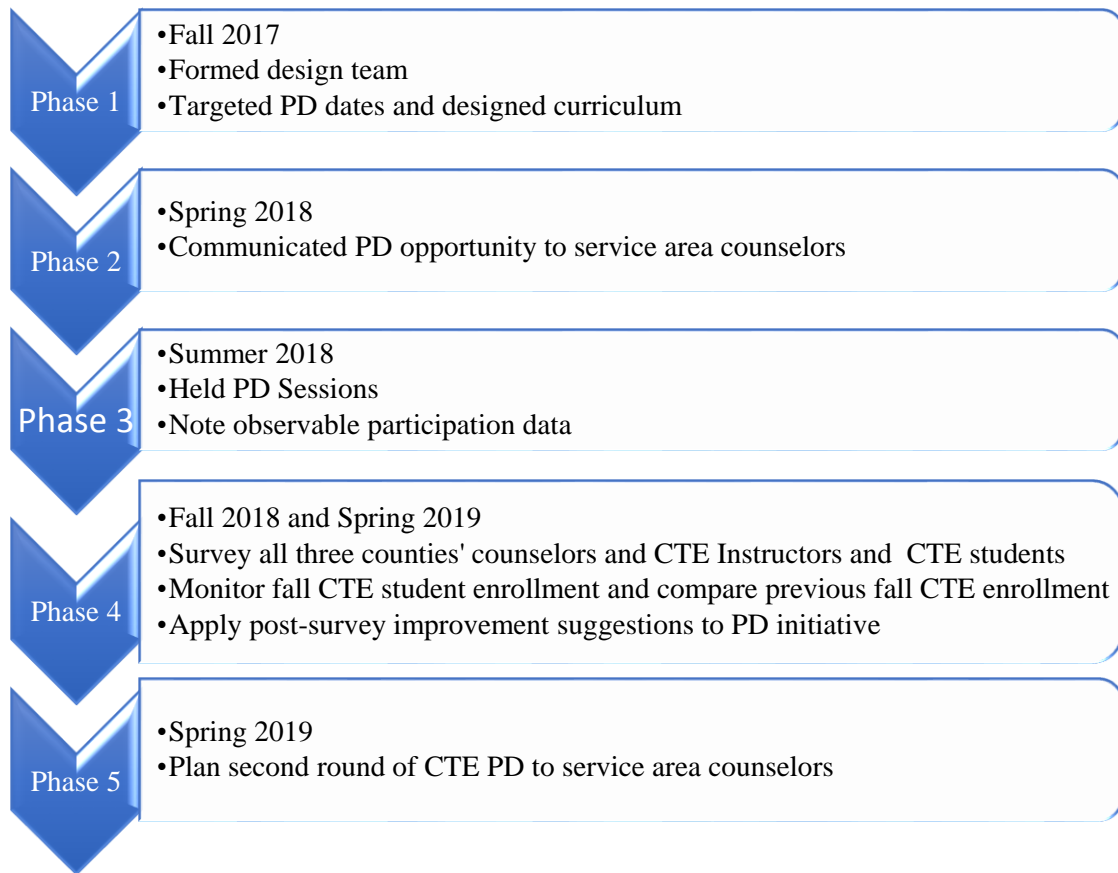 Phase 1
•Fall 2017
•Formed design team
•Targeted PD dates and designed curriculum
Phase 2
•Spring 2018
•Communicated PD opportunity to service area counselors
Phase 3
•Summer 2018
•Held PD Sessions
•Note observable participation data
Phase 4
•Fall 2018 and Spring 2019
•Survey all three counties' counselors and CTE Instructors and  CTE students
•Monitor fall CTE student enrollment and compare previous fall CTE enrollment
•Apply post-survey improvement suggestions to PD initiative
Phase 5
•Spring 2019
•Plan second round of CTE PD to service area counselors